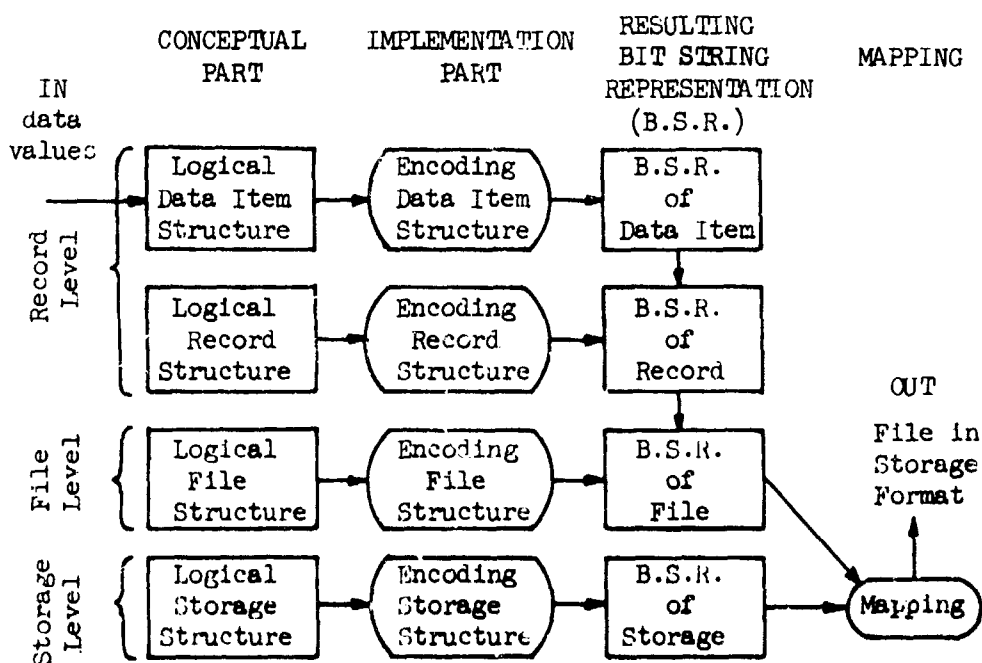 CONCEPTUAL
PART
IMPLEMENTATION
PART
RESULTING
BIT STRING
REPRESENTATION
(B.S.R.)
MAPPING
IN
data
values
Record
Level
Logical
Data Item
Structure
Encoding
Data Item
Structure
B.S.R.
of
Data Item
Logical
Record
Structure
Encoding
Record
Structure
B.S.R.
of
Record
File
Level
Logical
File
Structure
Encoding
File
Structure
B.S.R.
of
File
OUT
File in
Storage
Format
Storage
Level
Logical
Storage
Structure
Encoding
Storage
Structure
B.S.R.
of
Storage
Mapping